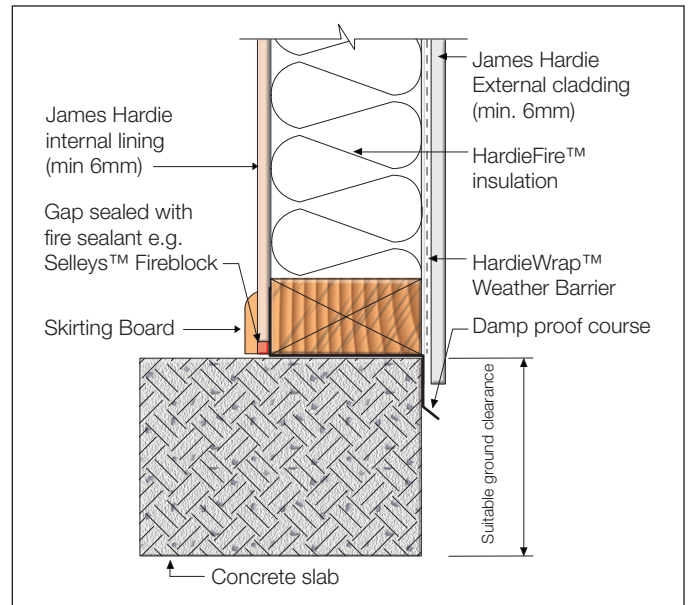 James Hardie
internal lining
(min 6mm)
Gap sealed with
fire sealant e.g.
Selleys™ Fireblock
Skirting Board
James Hardie
External cladding
(min. 6mm)
HardieFire™
insulation
HardieWrap™
Weather Barrier
Damp proof course
Suitable ground clearance
Concrete slab